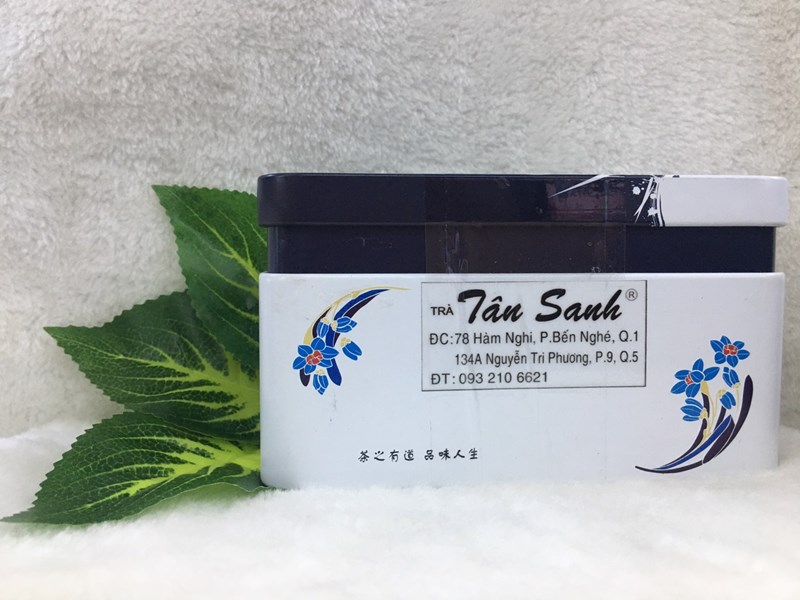 TRÀ Tân Sanh ®
ĐC: 78 Hàm Nghi, P.Bến Nghé, Q.1
134A Nguyễn Tri Phương, P.9, Q.5
ĐT: 093 210 6621
茶之有道 品味人生